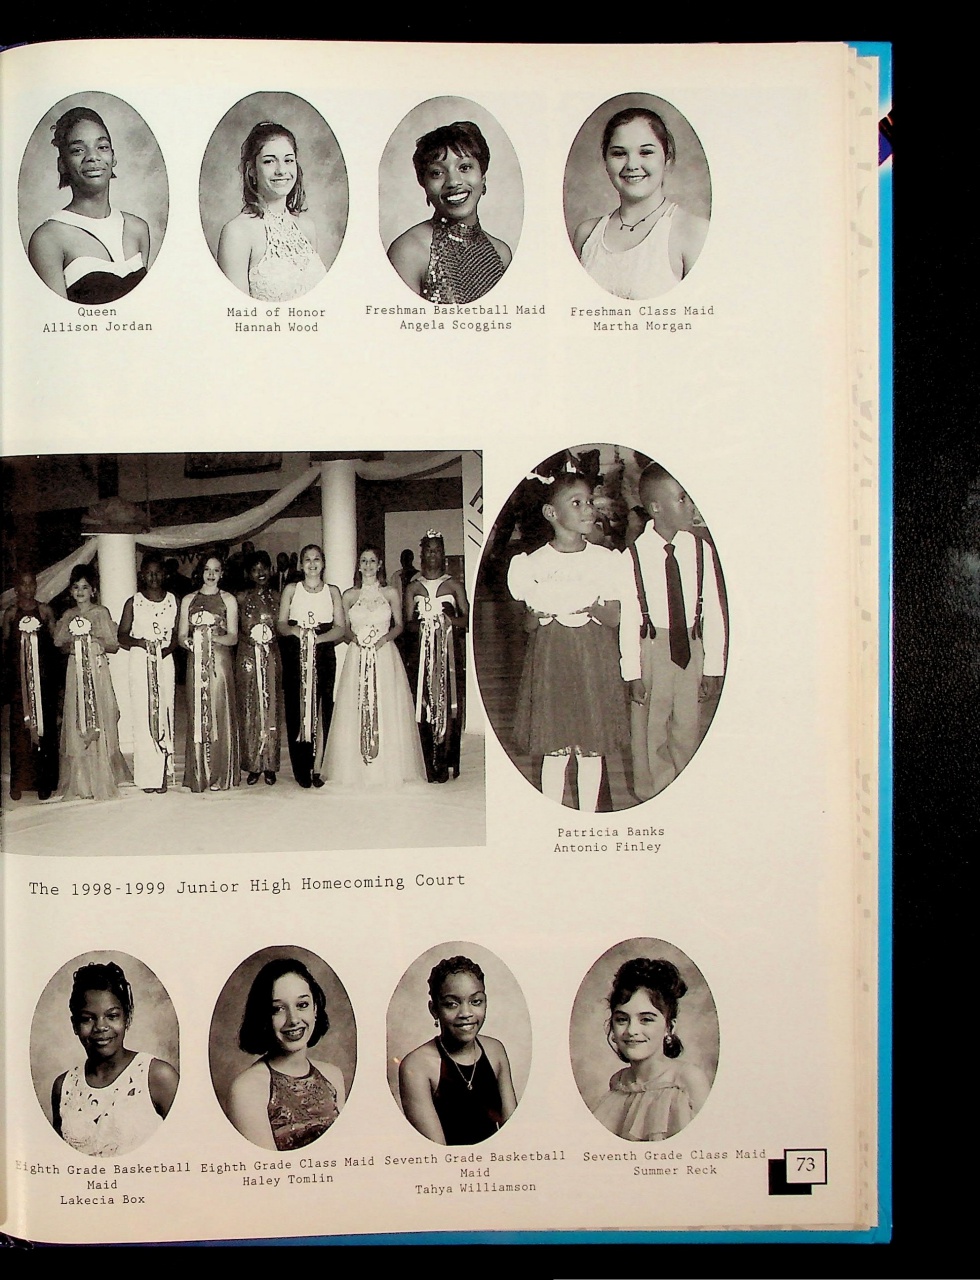 Queen
Allison Jordan
Maid of Honor
Hannah Wood
Freshman Basketball Maid
Angela Scoggins
Freshman Class Maid
Martha Morgan
B
B
B
B
B
B
B
B
Patricia Banks
Antonio Finley
The 1998-1999 Junior High Homecoming Court
Eighth Grade Basketball
Maid
Lakecia Box
Eighth Grade Class Maid
Haley Tomlin
Seventh Grade Basketball
Maid
Tahya Williamson
Seventh Grade Class Maid
Summer Reck
73